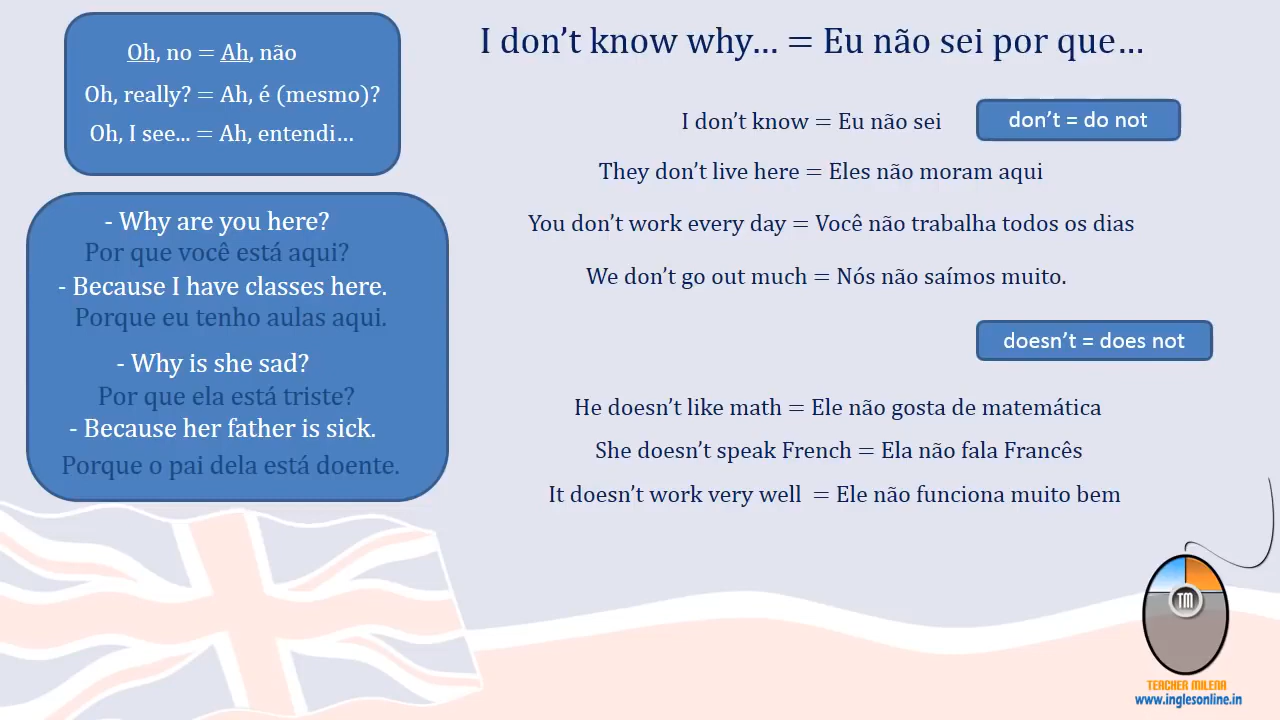 Oh, no = Ah, não
Oh, really? = Ah, é (mesmo)?
Oh, I see... = Ah, entendi…
- Why are you here?
Por que você está aqui?
- Because I have classes here.
Porque eu tenho aulas aqui.
- Why is she sad?
Por que ela está triste?
- Because her father is sick.
Porque o pai dela está doente.
I don’t know why… = Eu não sei por que…
I don’t know = Eu não sei
don’t = do not
They don’t live here = Eles não moram aqui
You don’t work every day = Você não trabalha todos os dias
We don’t go out much = Nós não saímos muito.
doesn’t = does not
He doesn’t like math = Ele não gosta de matemática
She doesn’t speak French = Ela não fala Francês
It doesn’t work very well = Ele não funciona muito bem
TM
TEACHER MILENA
www.inglesonline.in